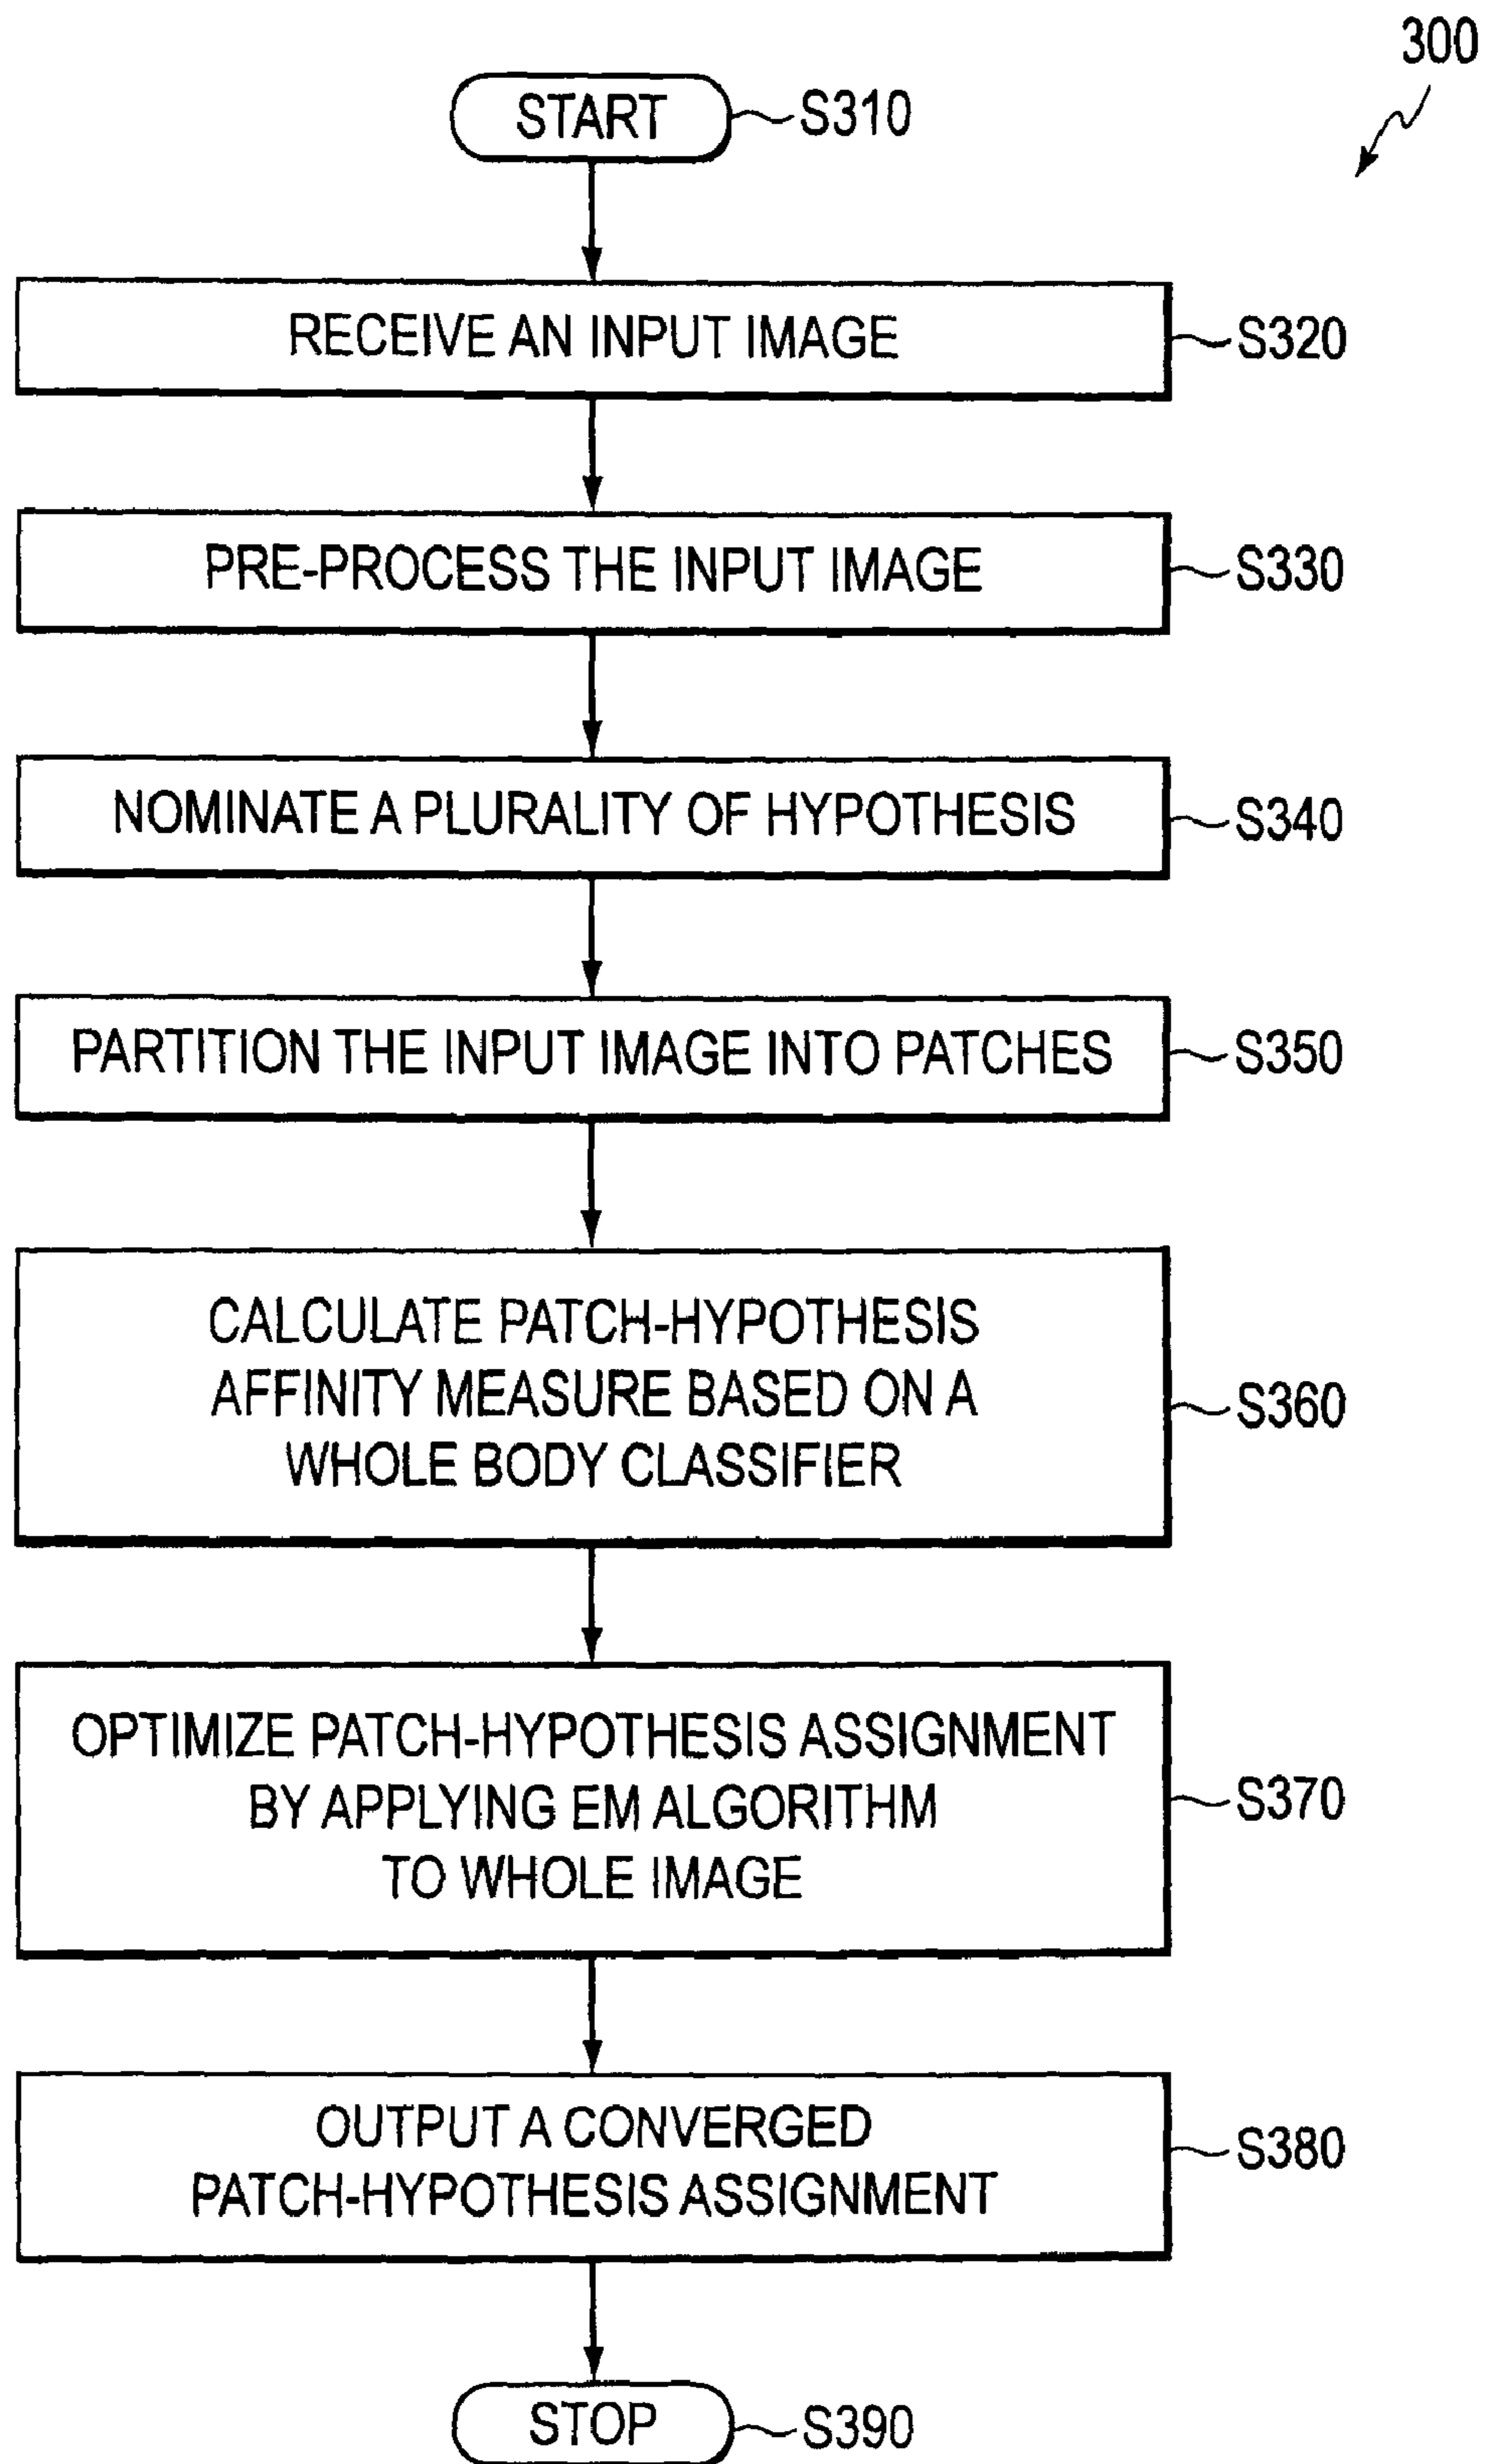 300
START
S310
RECEIVE AN INPUT IMAGE
S320
PRE-PROCESS THE INPUT IMAGE
S330
NOMINATE A PLURALITY OF HYPOTHESIS
S340
PARTITION THE INPUT IMAGE INTO PATCHES
S350
CALCULATE PATCH-HYPOTHESIS
AFFINITY MEASURE BASED ON A
WHOLE BODY CLASSIFIER
S360
OPTIMIZE PATCH-HYPOTHESIS ASSIGNMENT
BY APPLYING EM ALGORITHM
TO WHOLE IMAGE
S370
OUTPUT A CONVERGED
PATCH-HYPOTHESIS ASSIGNMENT
S380
STOP
S390